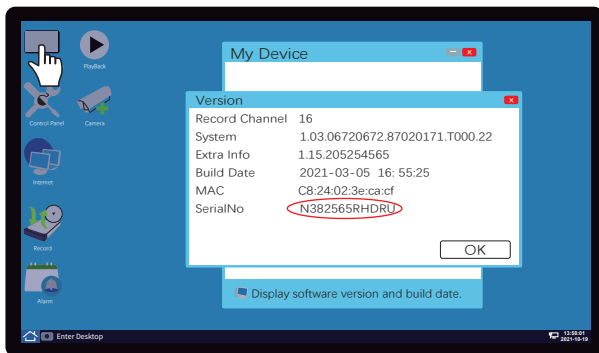 My Device
PlayBack
Version
Record Channel 16
Control Panel
Camera
System 1.03.06720672.87020171.T000.22
Extra Info 1.15.205254565
Build Date 2021-03-05 16: 55:25
Internet
MAC C8:24:02:3e:ca:cf
SerialNo N382565RHDRU
Record
OK
Alarm
Display software version and build date.
Enter Desktop
13:58:01
2021-10-19